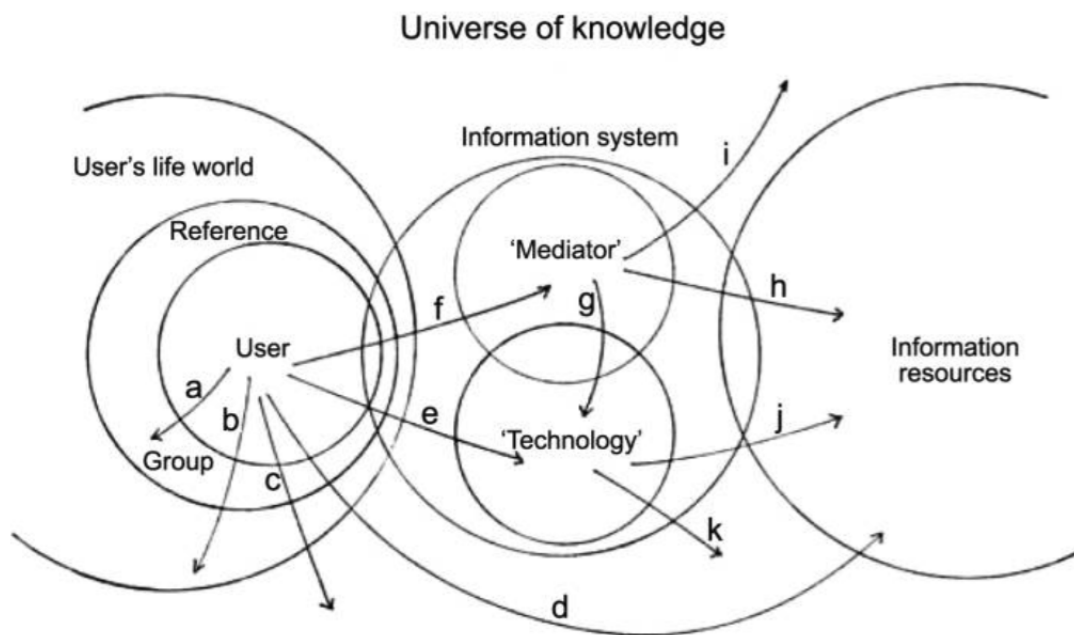 Universe of knowledge
Information system
User's life world
Reference
User
Group
'Mediator'
'Technology'
Information
resources
a
b
c
d
e
f
g
h
i
j
k